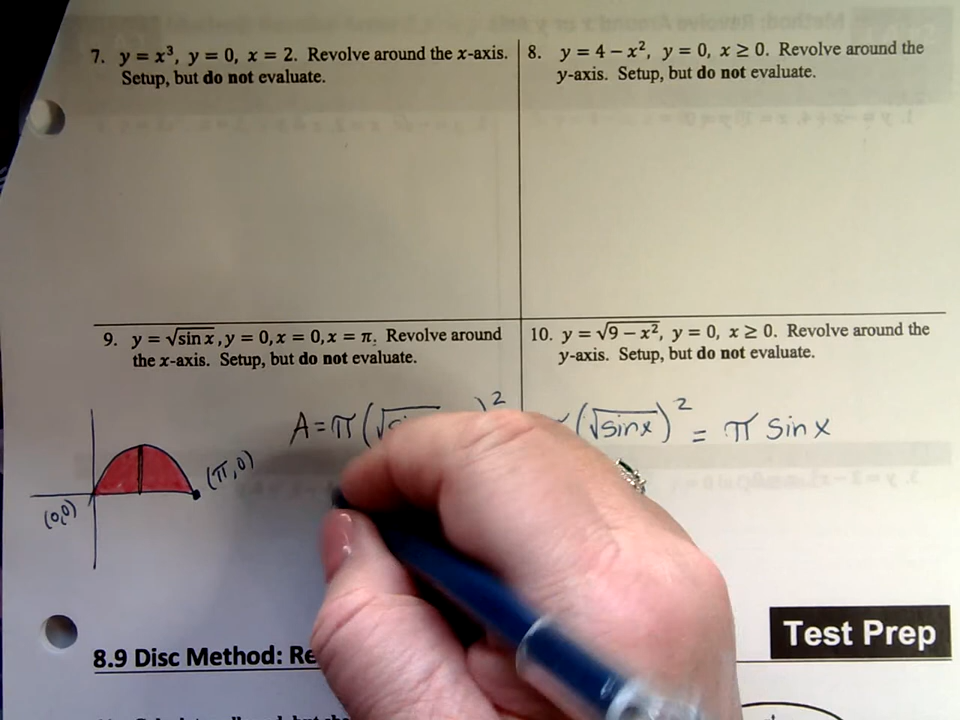 7. y = x³, y = 0, x = 2. Revolve around the x-axis.
Setup, but do not evaluate.
8. y = 4 − x², y = 0, x ≥ 0. Revolve around the
y-axis. Setup, but do not evaluate.
9. y = √sin x, y = 0, x = 0, x = π. Revolve around
the x-axis. Setup, but do not evaluate.
10. y = √9 − x², y = 0, x ≥ 0. Revolve around the
y-axis. Setup, but do not evaluate.
A = π(√ )² (√sinx)² = π sinx
(π,0)
(0,0)
Test Prep
8.9 Disc Method: